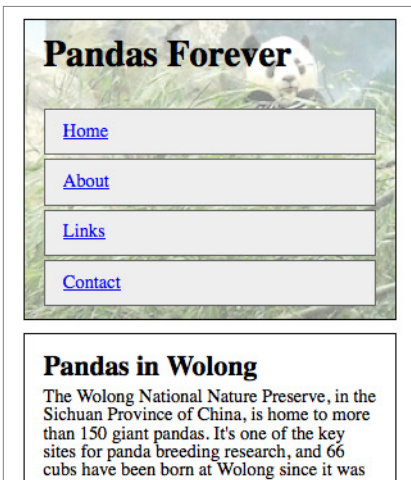 Pandas Forever
Home
About
Links
Contact
Pandas in Wolong
The Wolong National Nature Preserve, in the
Sichuan Province of China, is home to more
than 150 giant pandas. It's one of the key
sites for panda breeding research, and 66
cubs have been born at Wolong since it was